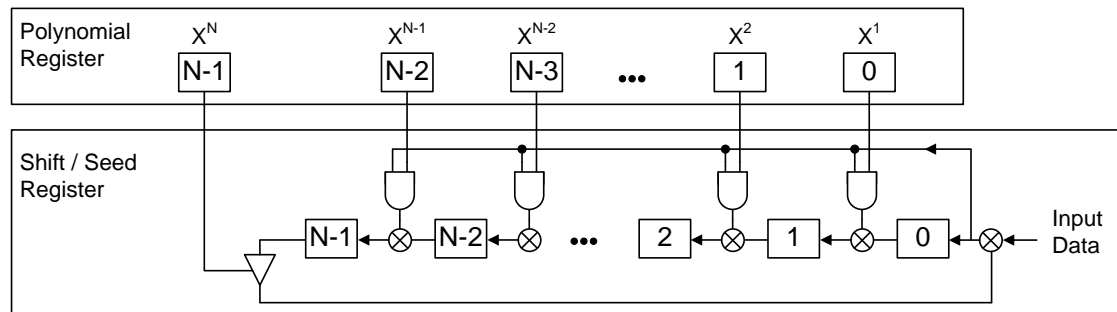 Polynomial
Register
X^N X^N-1 X^N-2 X^2 X^1
N-1 N-2 N-3 ••• 1 0
Shift / Seed
Register
N-1 N-2 ••• 2 1 0
Input
Data